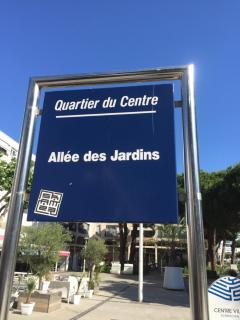 Quartier du Centre
Allée des Jardins